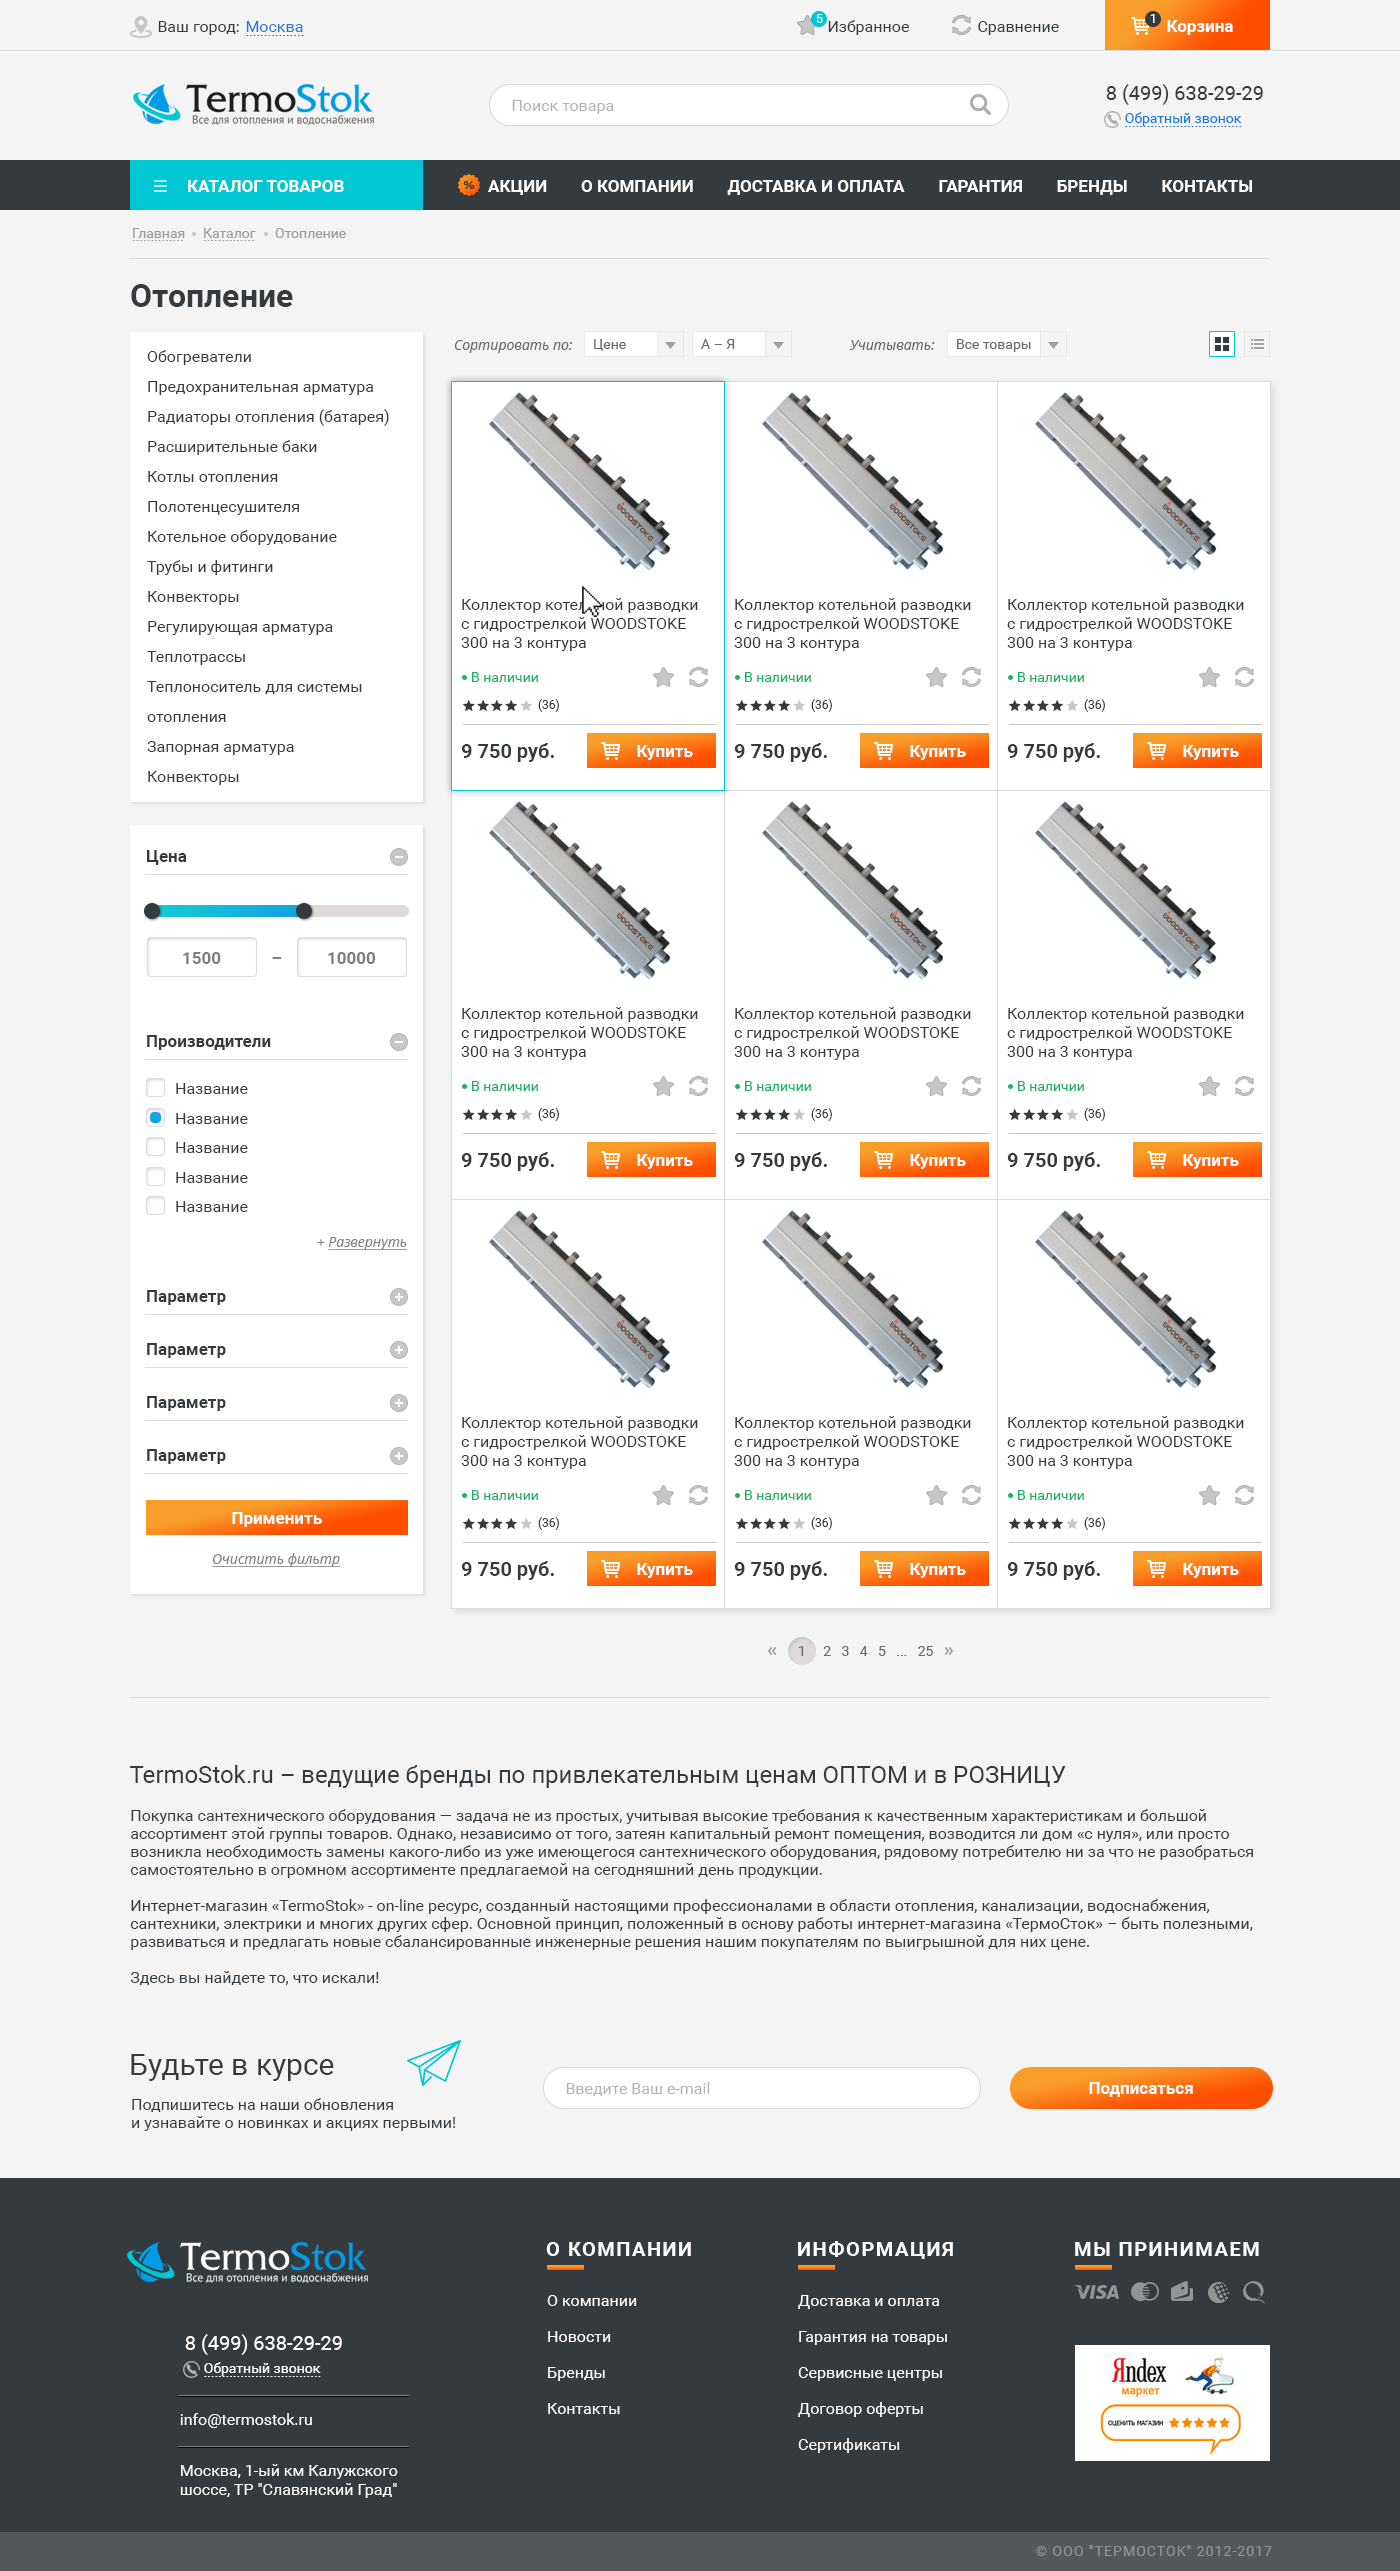 Ваш город: Москва
5
Избранное
Сравнение
1
Корзина
TermoStok
Все для отопления и водоснабжения
Поиск товара
8 (499) 638-29-29
Обратный звонок
КАТАЛОГ ТОВАРОВ
% АКЦИИ
О КОМПАНИИ
ДОСТАВКА И ОПЛАТА
ГАРАНТИЯ
БРЕНДЫ
КОНТАКТЫ
Главная • Каталог • Отопление
Отопление
Обогреватели
Предохранительная арматура
Радиаторы отопления (батарея)
Расширительные баки
Котлы отопления
Полотенцесушителя
Котельное оборудование
Трубы и фитинги
Конвекторы
Регулирующая арматура
Теплотрассы
Теплоноситель для системы
отопления
Запорная арматура
Конвекторы
Цена
1500 – 10000
Производители
Название
Название
Название
Название
Название
+ Развернуть
Параметр
Параметр
Параметр
Параметр
Применить
Очистить фильтр
Сортировать по: Цене А – Я Учитывать: Все товары
WOODSTOKE
Коллектор котельной разводки
с гидрострелкой WOODSTOKE
300 на 3 контура
• В наличии
(36)
9 750 руб. Купить
WOODSTOKE
Коллектор котельной разводки
с гидрострелкой WOODSTOKE
300 на 3 контура
• В наличии
(36)
9 750 руб. Купить
WOODSTOKE
Коллектор котельной разводки
с гидрострелкой WOODSTOKE
300 на 3 контура
• В наличии
(36)
9 750 руб. Купить
WOODSTOKE
Коллектор котельной разводки
с гидрострелкой WOODSTOKE
300 на 3 контура
• В наличии
(36)
9 750 руб. Купить
WOODSTOKE
Коллектор котельной разводки
с гидрострелкой WOODSTOKE
300 на 3 контура
• В наличии
(36)
9 750 руб. Купить
WOODSTOKE
Коллектор котельной разводки
с гидрострелкой WOODSTOKE
300 на 3 контура
• В наличии
(36)
9 750 руб. Купить
WOODSTOKE
Коллектор котельной разводки
с гидрострелкой WOODSTOKE
300 на 3 контура
• В наличии
(36)
9 750 руб. Купить
WOODSTOKE
Коллектор котельной разводки
с гидрострелкой WOODSTOKE
300 на 3 контура
• В наличии
(36)
9 750 руб. Купить
WOODSTOKE
Коллектор котельной разводки
с гидрострелкой WOODSTOKE
300 на 3 контура
• В наличии
(36)
9 750 руб. Купить
« 1 2 3 4 5 ... 25 »
TermoStok.ru – ведущие бренды по привлекательным ценам ОПТОМ и в РОЗНИЦУ
Покупка сантехнического оборудования — задача не из простых, учитывая высокие требования к качественным характеристикам и большой
ассортимент этой группы товаров. Однако, независимо от того, затеян капитальный ремонт помещения, возводится ли дом «с нуля», или просто
возникла необходимость замены какого-либо из уже имеющегося сантехнического оборудования, рядовому потребителю ни за что не разобраться
самостоятельно в огромном ассортименте предлагаемой на сегодняшний день продукции.
Интернет-магазин «TermoStok» - on-line ресурс, созданный настоящими профессионалами в области отопления, канализации, водоснабжения,
сантехники, электрики и многих других сфер. Основной принцип, положенный в основу работы интернет-магазина «ТермоСток» – быть полезными,
развиваться и предлагать новые сбалансированные инженерные решения нашим покупателям по выигрышной для них цене.
Здесь вы найдете то, что искали!
Будьте в курсе
Подпишитесь на наши обновления
и узнавайте о новинках и акциях первыми!
Введите Ваш e-mail
Подписаться
TermoStok
Все для отопления и водоснабжения
8 (499) 638-29-29
Обратный звонок
info@termostok.ru
Москва, 1-ый км Калужского
шоссе, ТР "Славянский Град"
О КОМПАНИИ
О компании
Новости
Бренды
Контакты
ИНФОРМАЦИЯ
Доставка и оплата
Гарантия на товары
Сервисные центры
Договор оферты
Сертификаты
МЫ ПРИНИМАЕМ
VISA
Яndex
маркет
ОЦЕНИТЬ МАГАЗИН
© ООО "ТЕРМОСТОК" 2012-2017